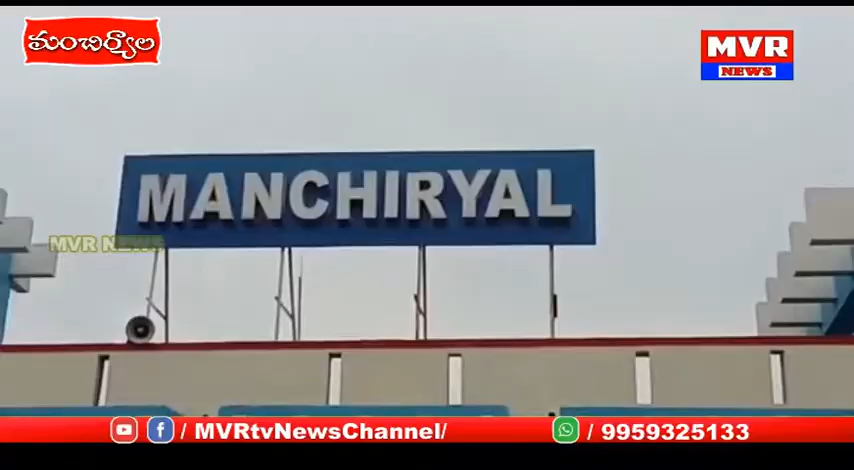 మంచిర్యాల
MVR
NEWS
MANCHIRYAL
MVR NEWS
/ MVRtvNewsChannel/
/ 9959325133